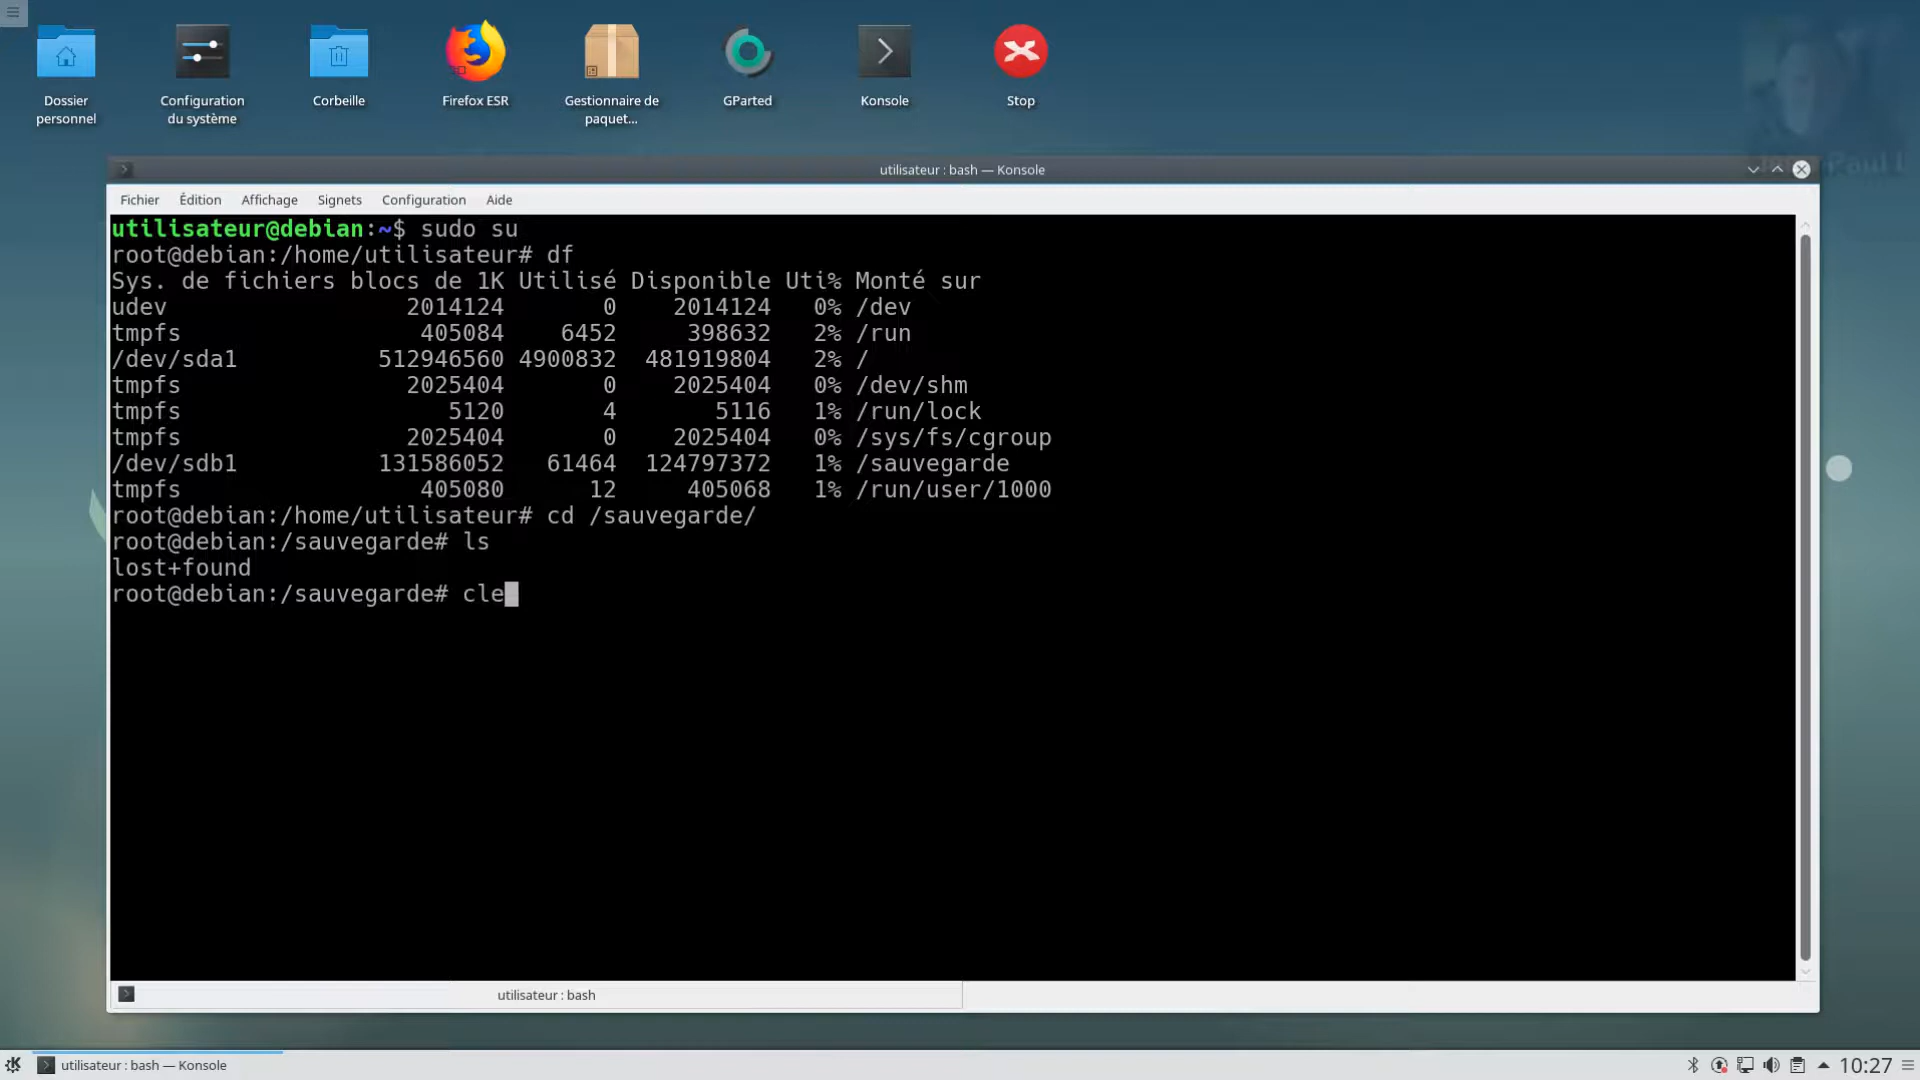 Dossier
personnel
Configuration
du système
Corbeille
Firefox ESR
Gestionnaire de
paquet...
GParted
Konsole
Stop
utilisateur : bash — Konsole
Fichier Édition Affichage Signets Configuration Aide
utilisateur@debian:~$ sudo su
root@debian:/home/utilisateur# df
Sys. de fichiers blocs de 1K Utilisé Disponible Uti% Monté sur
udev 2014124 0 2014124 0% /dev
tmpfs 405084 6452 398632 2% /run
/dev/sda1 512946560 4900832 481919804 2% /
tmpfs 2025404 0 2025404 0% /dev/shm
tmpfs 5120 4 5116 1% /run/lock
tmpfs 2025404 0 2025404 0% /sys/fs/cgroup
/dev/sdb1 131586052 61464 124797372 1% /sauvegarde
tmpfs 405080 12 405068 1% /run/user/1000
root@debian:/home/utilisateur# cd /sauvegarde/
root@debian:/sauvegarde# ls
lost+found
root@debian:/sauvegarde# cle
utilisateur : bash
utilisateur : bash — Konsole
10:27